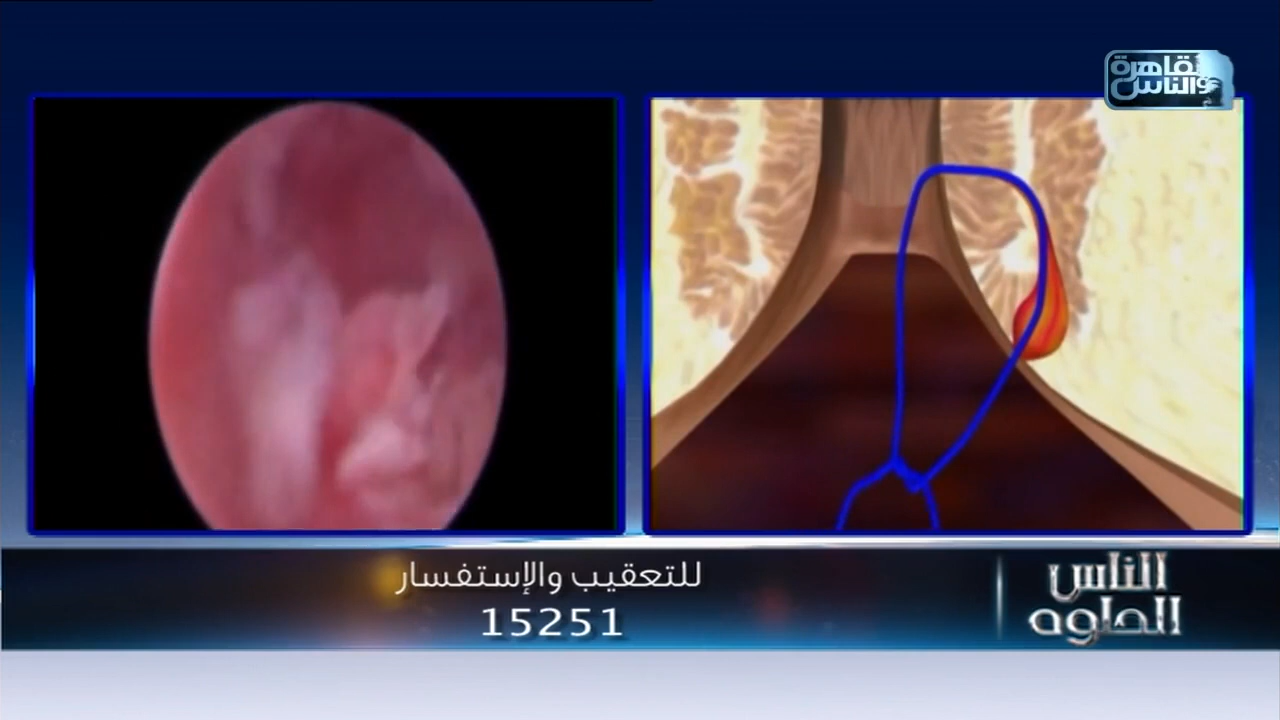 القاهرة
والناس
للتعقيب والإستفسار
15251
الناس
الحلوه